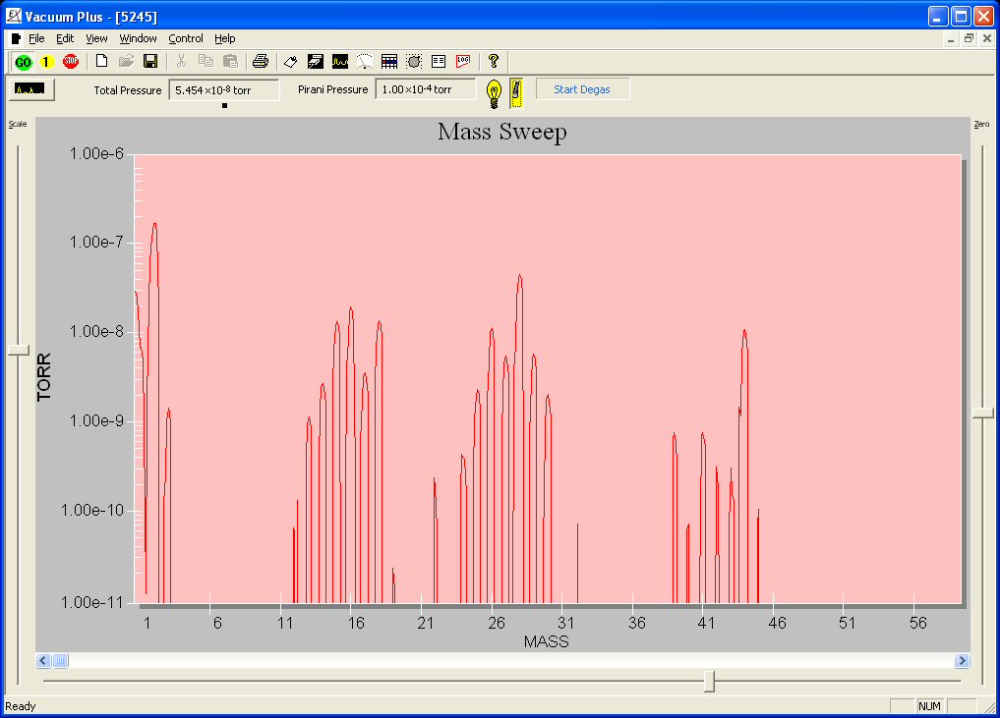 Vacuum Plus - [5245]
File Edit View Window Control Help
GO 1 STOP LOG ?
Total Pressure 5.454×10-8 torr Pirani Pressure 1.00×10-4 torr Start Degas
Scale
Zero
Mass Sweep
1.00e-6
1.00e-7
1.00e-8
1.00e-9
1.00e-10
1.00e-11
TORR
1 6 11 16 21 26 31 36 41 46 51 56
MASS
Ready NUM